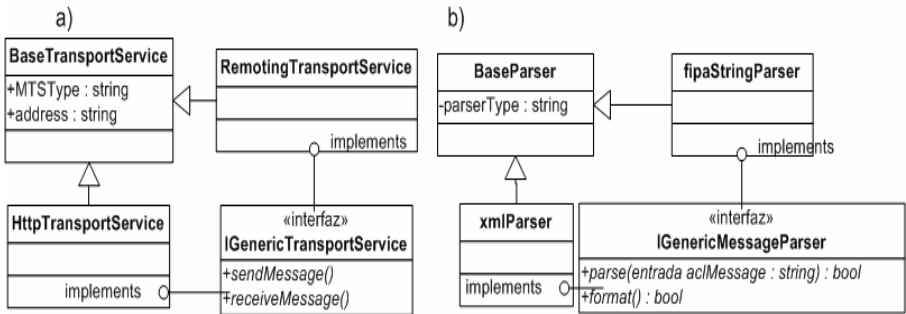 a)
BaseTransportService
+MTSType : string
+address : string
RemotingTransportService
implements
HttpTransportService
implements
«interfaz»
IGenericTransportService
+sendMessage()
+receiveMessage()
b)
BaseParser
-parserType : string
fipaStringParser
implements
xmlParser
implements
«interfaz»
IGenericMessageParser
+parse(entrada aclMessage : string) : bool
+format() : bool